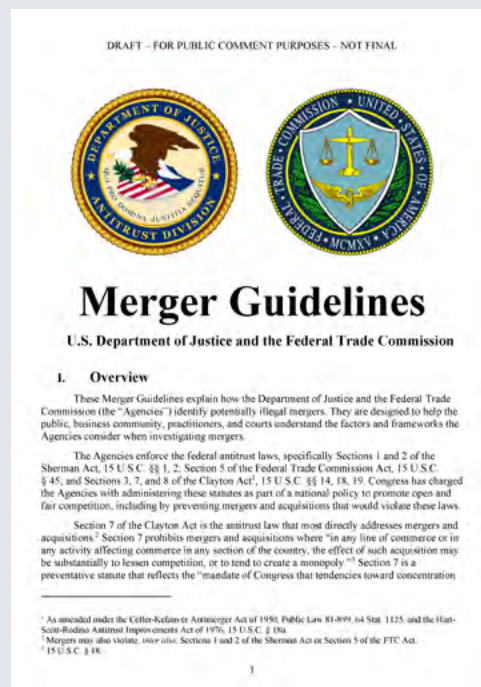 DRAFT – FOR PUBLIC COMMENT PURPOSES – NOT FINAL
DEPARTMENT OF JUSTICE
QUI PRO DOMINA JUSTITIA SEQUITUR
ANTITRUST DIVISION
FEDERAL TRADE COMMISSION • UNITED STATES OF AMERICA
MCMXV
Merger Guidelines
U.S. Department of Justice and the Federal Trade Commission
I. Overview
These Merger Guidelines explain how the Department of Justice and the Federal Trade
Commission (the “Agencies”) identify potentially illegal mergers. They are designed to help the
public, business community, practitioners, and courts understand the factors and frameworks the
Agencies consider when investigating mergers.
The Agencies enforce the federal antitrust laws, specifically Sections 1 and 2 of the
Sherman Act, 15 U.S.C. §§ 1, 2; Section 5 of the Federal Trade Commission Act, 15 U.S.C.
§ 45; and Sections 3, 7, and 8 of the Clayton Act¹, 15 U.S.C. §§ 14, 18, 19. Congress has charged
the Agencies with administering these statutes as part of a national policy to promote open and
fair competition, including by preventing mergers and acquisitions that would violate these laws.
Section 7 of the Clayton Act is the antitrust law that most directly addresses mergers and
acquisitions.² Section 7 prohibits mergers and acquisitions where “in any line of commerce or in
any activity affecting commerce in any section of the country, the effect of such acquisition may
be substantially to lessen competition, or to tend to create a monopoly.”³ Section 7 is a
preventative statute that reflects the “mandate of Congress that tendencies toward concentration
¹ As amended under the Celler-Kefauver Antimerger Act of 1950, Public Law 81-899, 64 Stat. 1125, and the Hart-
Scott-Rodino Antitrust Improvements Act of 1976, 15 U.S.C. § 18a.
² Mergers may also violate, inter alia, Sections 1 and 2 of the Sherman Act or Section 5 of the FTC Act.
³ 15 U.S.C. § 18.
1